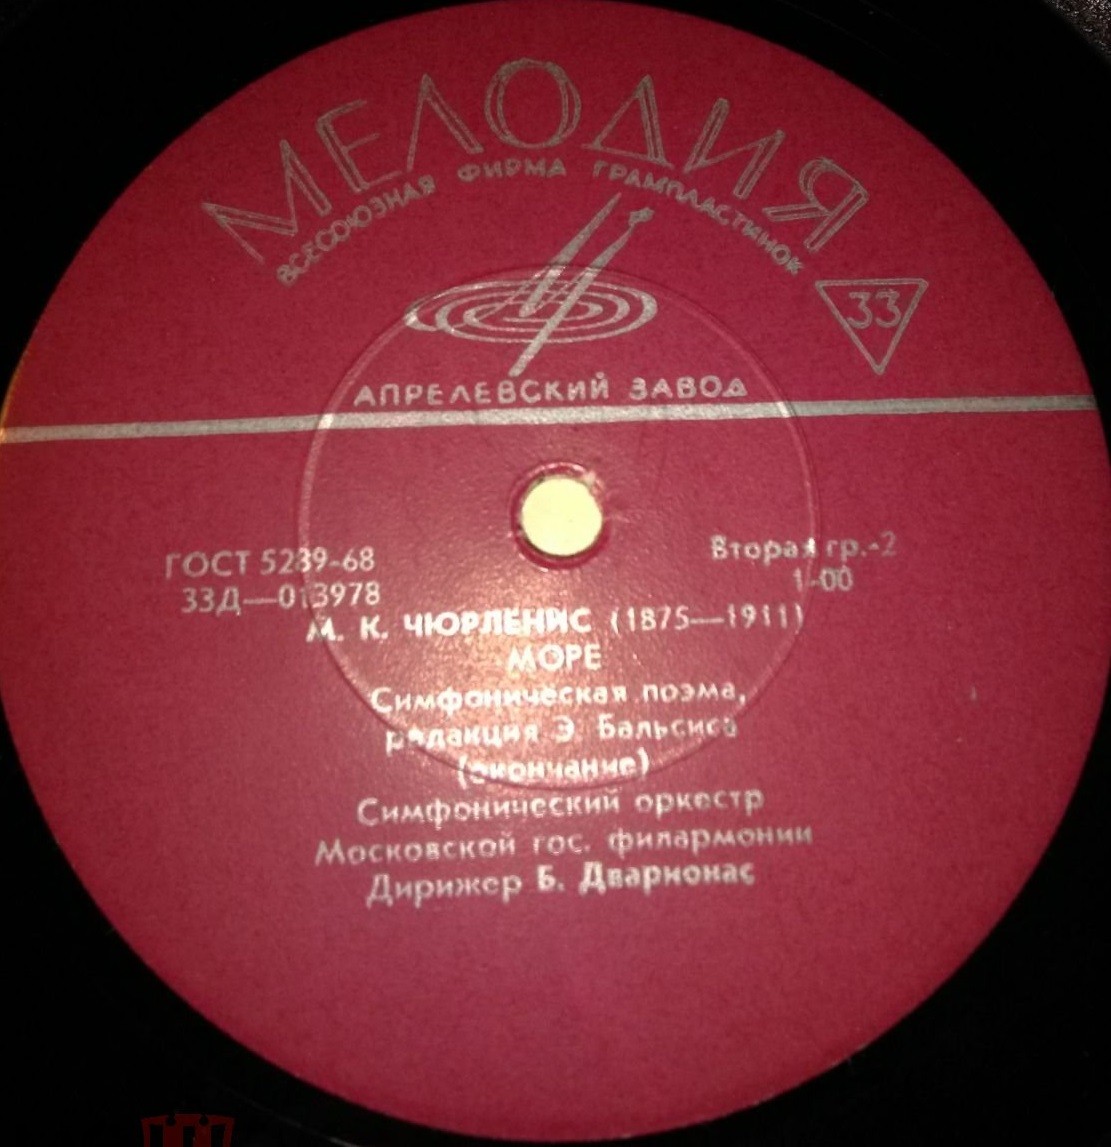 МЕЛОДИЯ
ВСЕСОЮЗНАЯ ФИРМА ГРАМПЛАСТИНОК
33
АПРЕЛЕВСКИЙ ЗАВОД
ГОСТ 5289-68
Вторая гр.-2
33Д—013978
1-00
М. К. ЧЮРЛЕНИС (1875—1911)
МОРЕ
Симфоническая поэма,
редакция Э. Бальсиса
(окончание)
Симфонический оркестр
Московской гос. филармонии
Дирижер Б. Дварионас